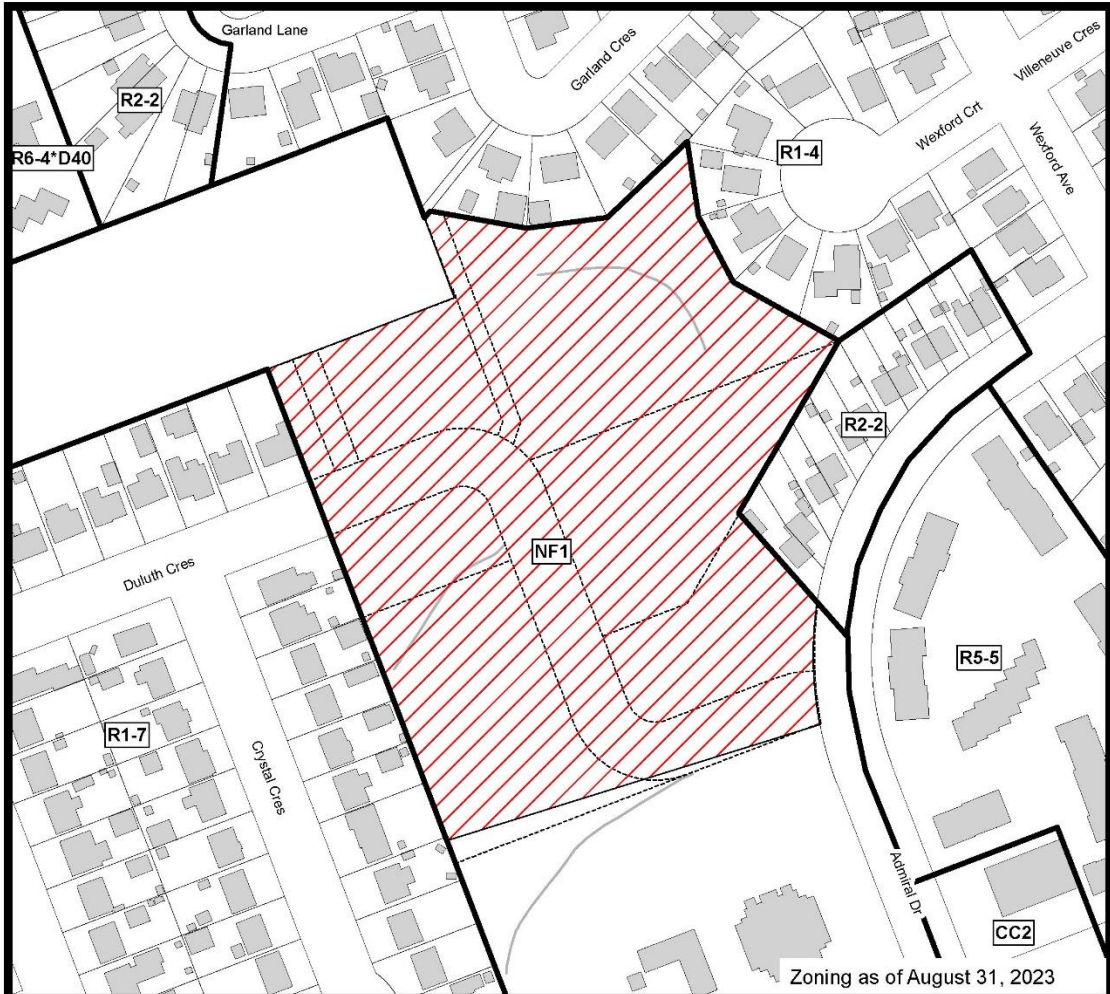 Garland Lane
Garland Cres
Villeneuve Cres
R2-2
R6-4*D40
R1-4
Wexford Crt
Wexford Ave
R2-2
NF1
Duluth Cres
R5-5
R1-7
Crystal Cres
Admiral Dr
CC2
Zoning as of August 31, 2023